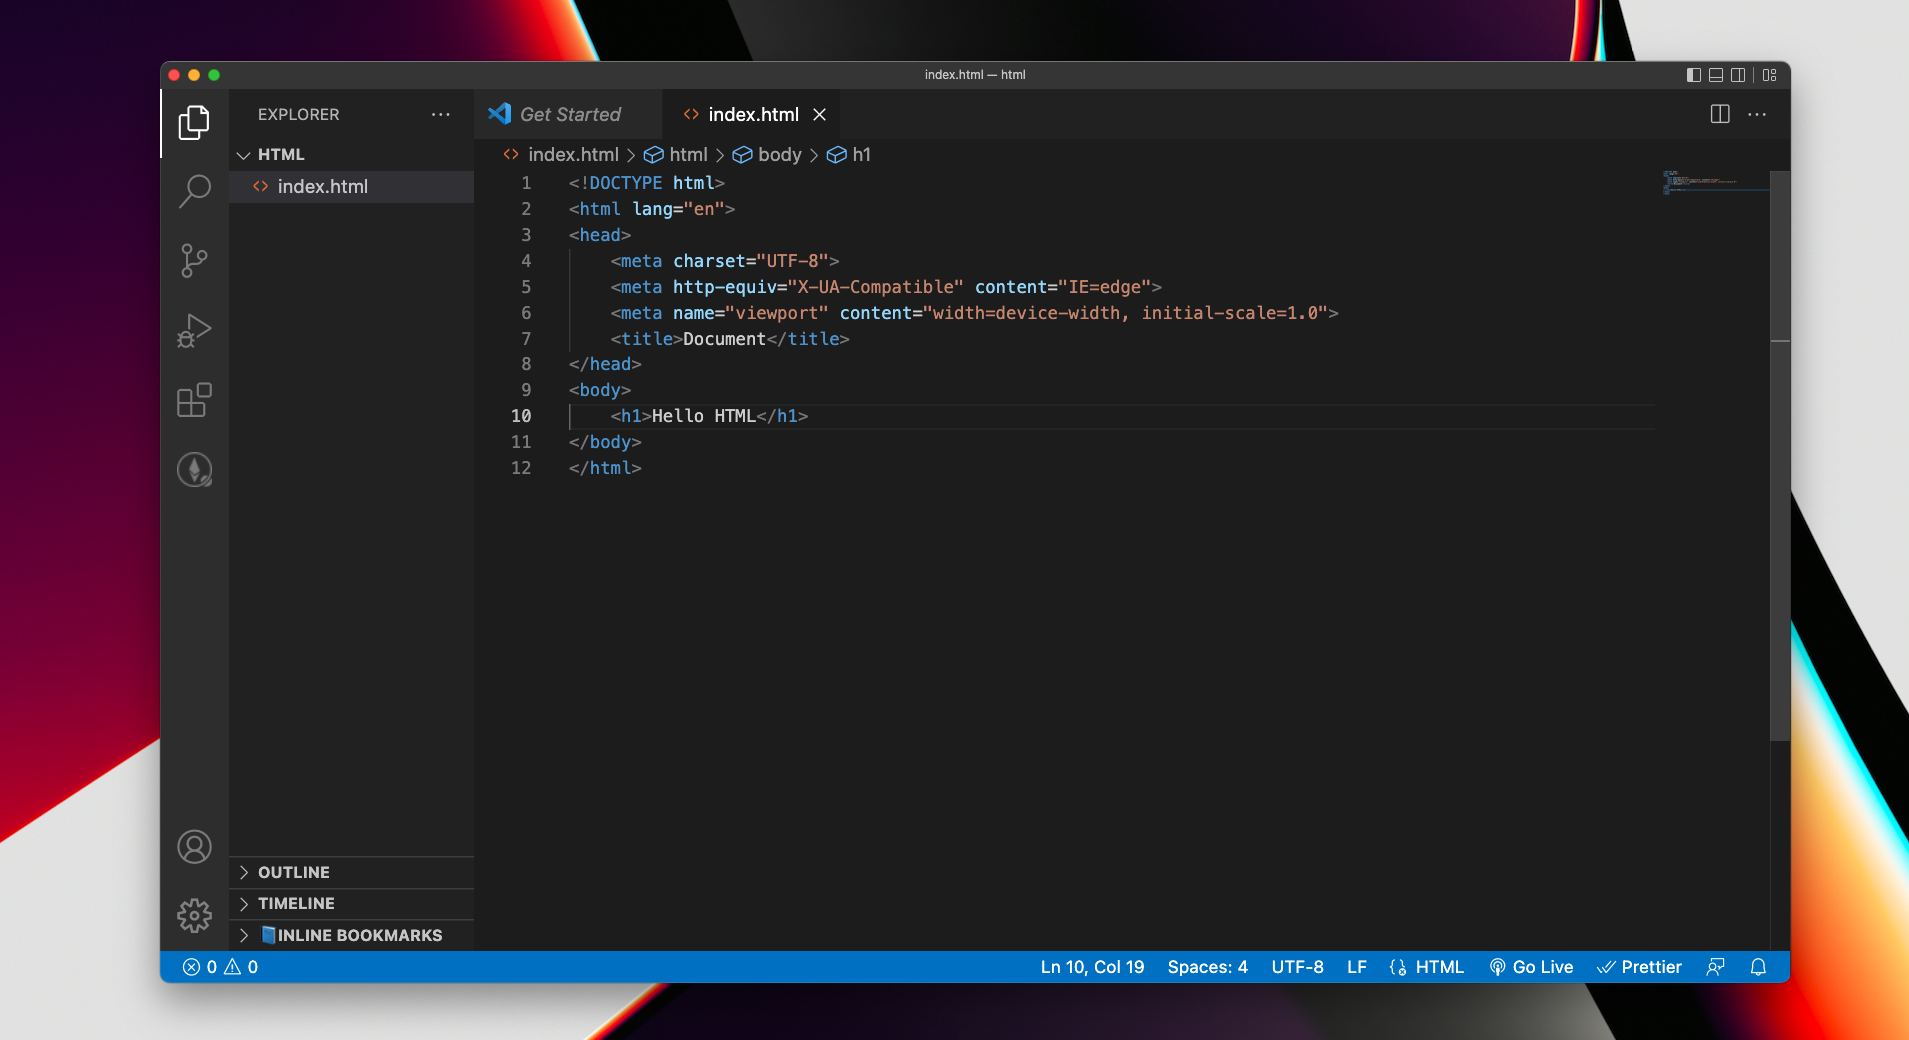 index.html — html
EXPLORER
Get Started
index.html
HTML
index.html
index.html > html > body > h1
1 <!DOCTYPE html>
2 <html lang="en">
3 <head>
4     <meta charset="UTF-8">
5     <meta http-equiv="X-UA-Compatible" content="IE=edge">
6     <meta name="viewport" content="width=device-width, initial-scale=1.0">
7     <title>Document</title>
8 </head>
9 <body>
10     <h1>Hello HTML</h1>
11 </body>
12 </html>
OUTLINE
TIMELINE
INLINE BOOKMARKS
0 0 Ln 10, Col 19 Spaces: 4 UTF-8 LF HTML Go Live Prettier